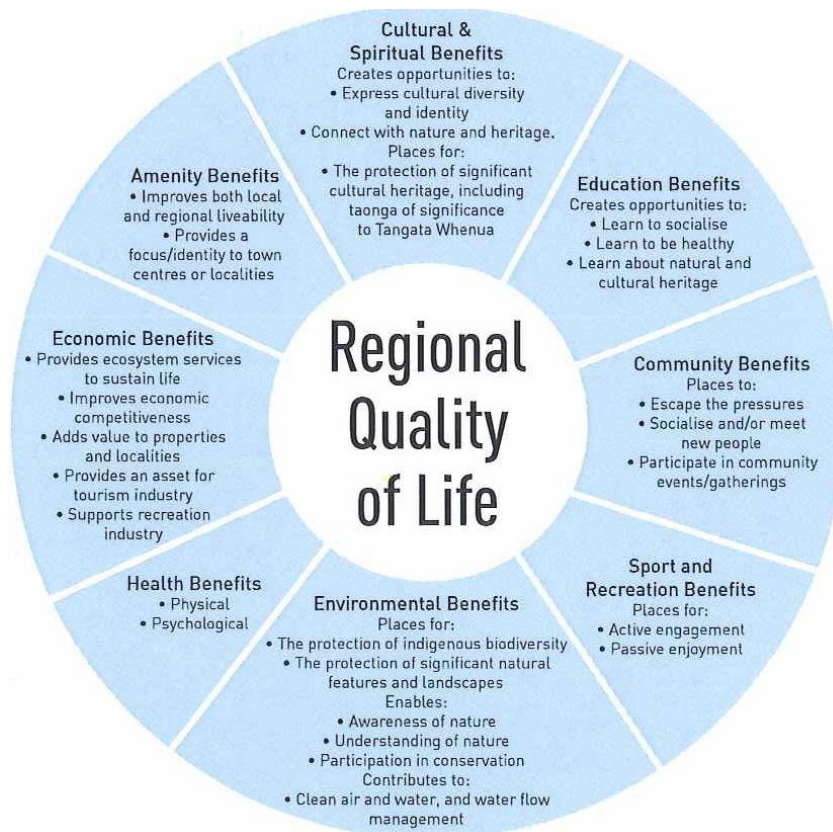 Cultural &
Spiritual Benefits
Creates opportunities to:
• Express cultural diversity
and identity
• Connect with nature and heritage.
Places for:
• The protection of significant
cultural heritage, including
taonga of significance
to Tangata Whenua
Education Benefits
Creates opportunities to:
• Learn to socialise
• Learn to be healthy
• Learn about natural and
cultural heritage
Community Benefits
Places to:
• Escape the pressures
• Socialise and/or meet
new people
• Participate in community
events/gatherings
Sport and
Recreation Benefits
Places for:
• Active engagement
• Passive enjoyment
Environmental Benefits
Places for:
• The protection of indigenous biodiversity
• The protection of significant natural
features and landscapes
Enables:
• Awareness of nature
• Understanding of nature
• Participation in conservation
Contributes to:
• Clean air and water, and water flow
management
Health Benefits
• Physical
• Psychological
Economic Benefits
• Provides ecosystem services
to sustain life
• Improves economic
competitiveness
• Adds value to properties
and localities
• Provides an asset for
tourism industry
• Supports recreation
industry
Amenity Benefits
• Improves both local
and regional liveability
• Provides a
focus/identity to town
centres or localities
Regional
Quality
of Life